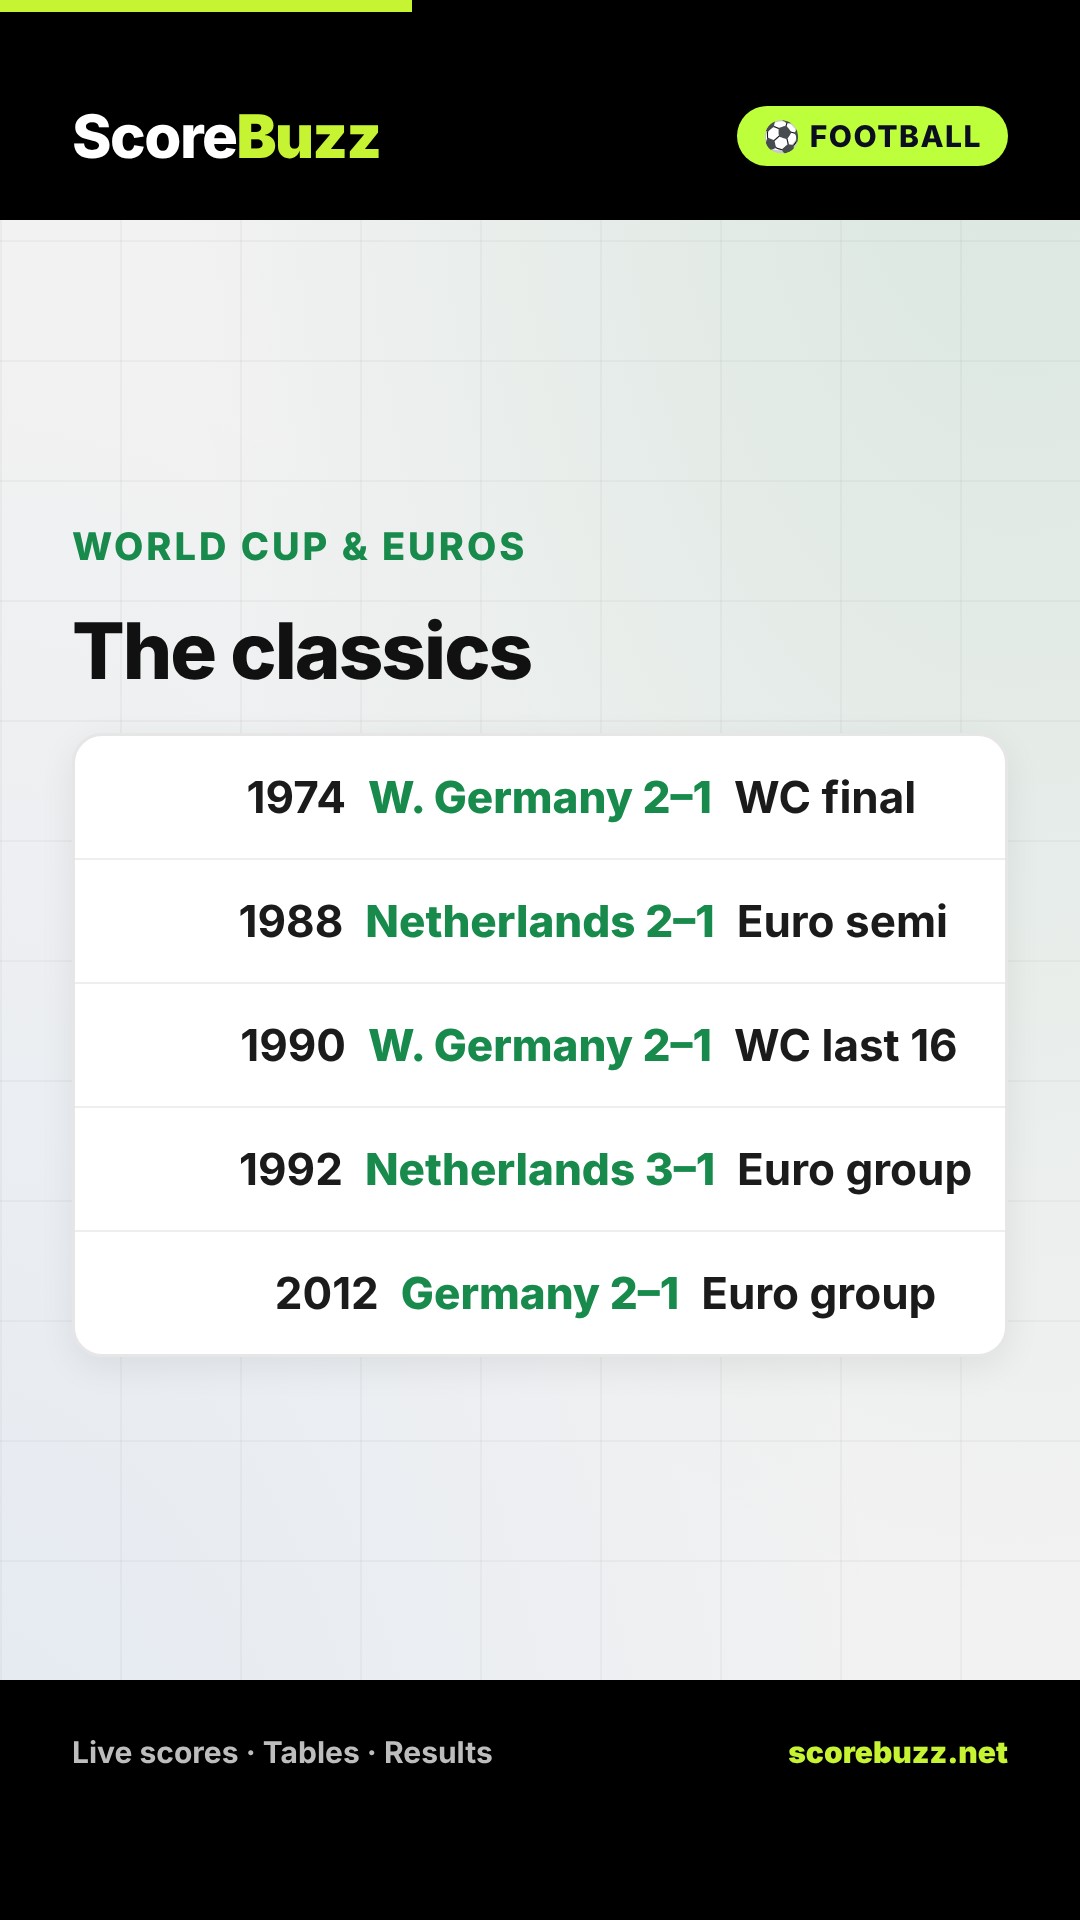 ScoreBuzz
⚽ FOOTBALL
WORLD CUP & EUROS
The classics
1974 W. Germany 2–1 WC final
1988 Netherlands 2–1 Euro semi
1990 W. Germany 2–1 WC last 16
1992 Netherlands 3–1 Euro group
2012 Germany 2–1 Euro group
Live scores · Tables · Results
scorebuzz.net